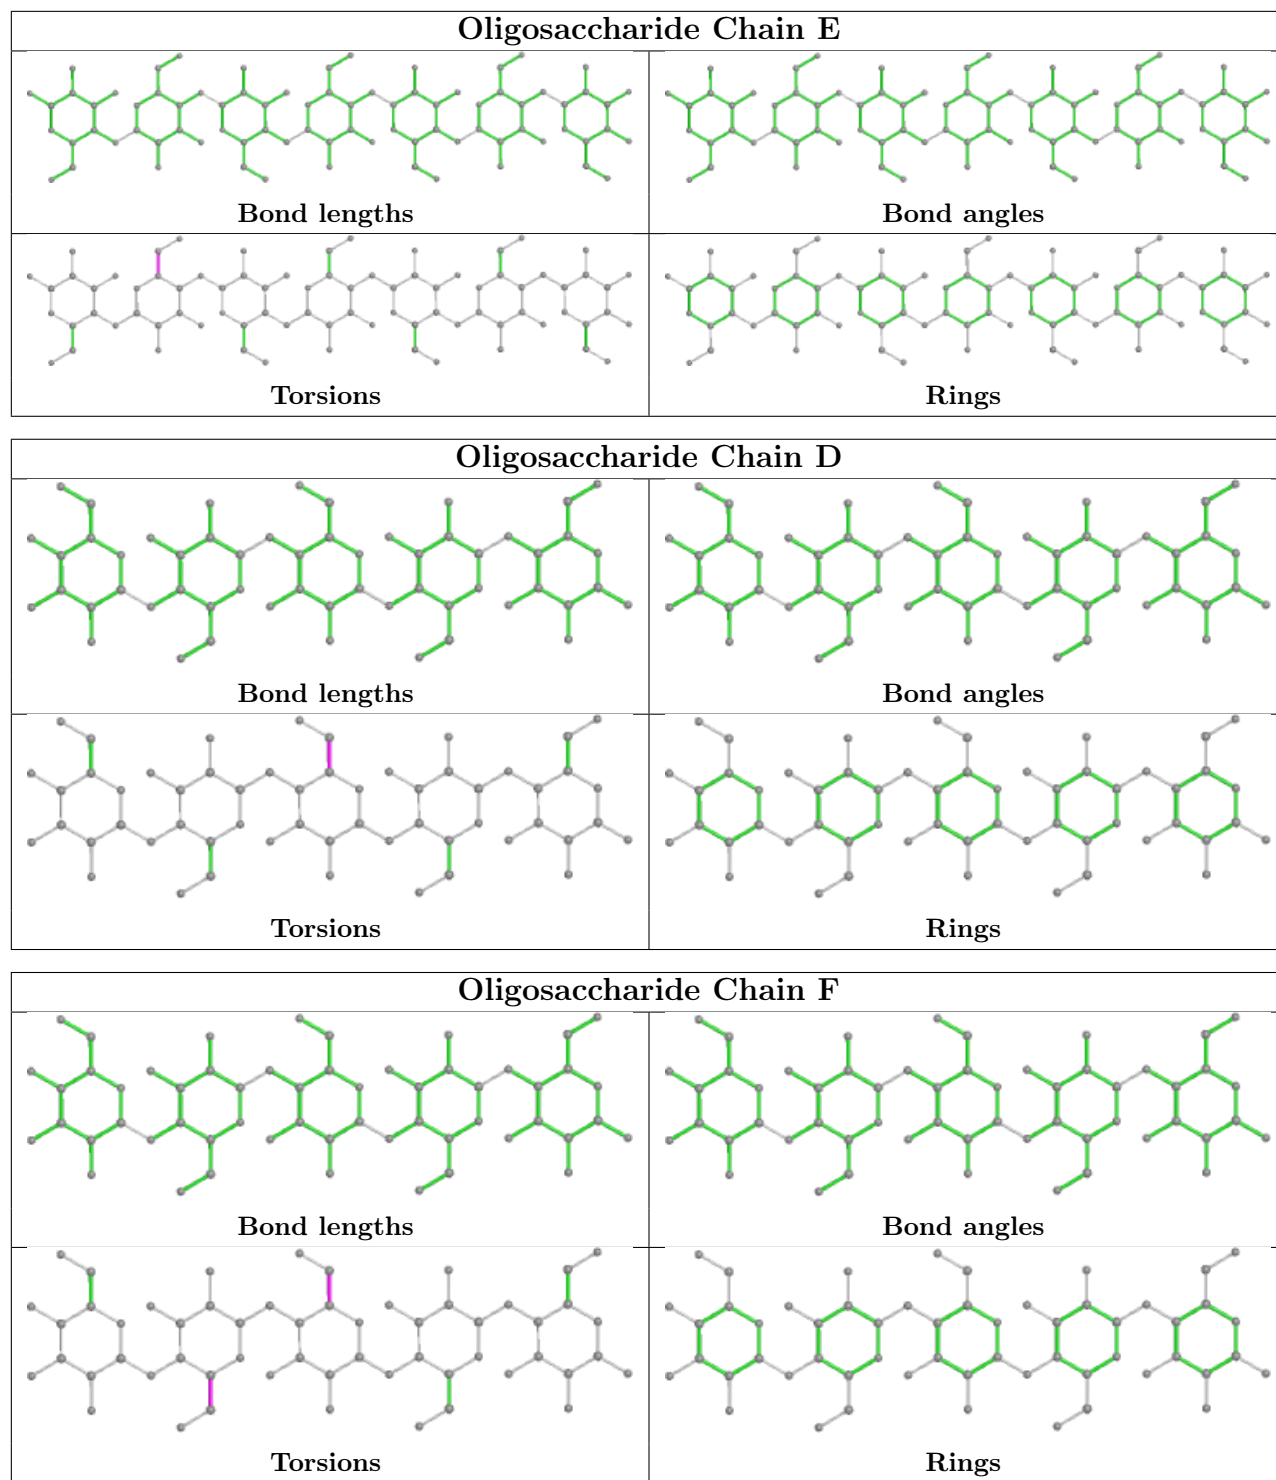 Oligosaccharide Chain E
Bond lengths
Bond angles
Torsions
Rings
Oligosaccharide Chain D
Bond lengths
Bond angles
Torsions
Rings
Oligosaccharide Chain F
Bond lengths
Bond angles
Torsions
Rings